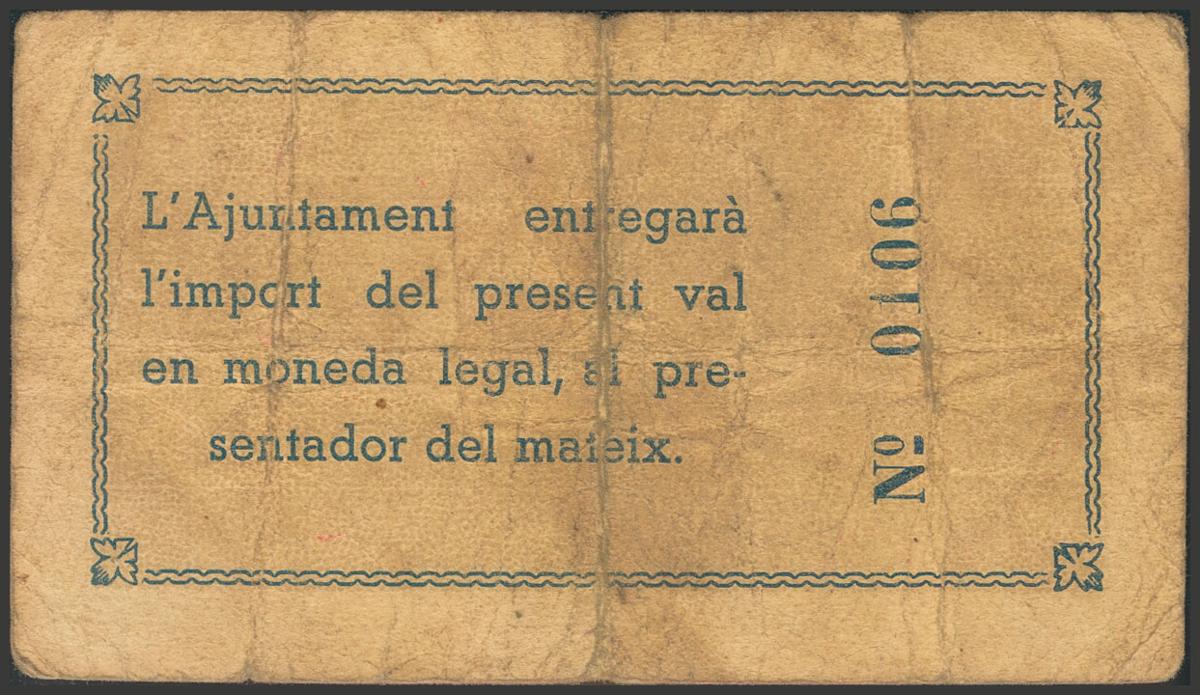 L'Ajuntament entregarà
l'import del present val
en moneda legal, al pre-
sentador del mateix.
Nº 0106